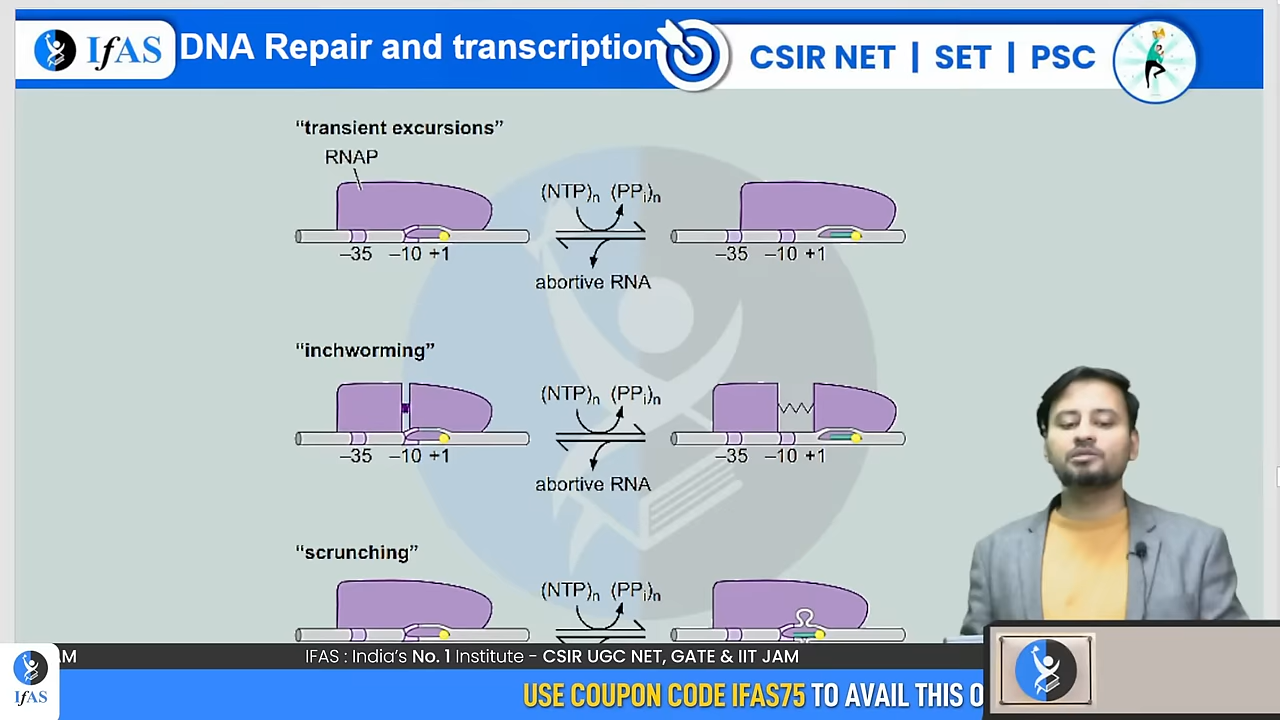 IfAS
DNA Repair and transcription
CSIR NET | SET | PSC
“transient excursions”
RNAP
(NTP)n (PPi)n
–35 –10 +1
abortive RNA
–35 –10 +1
“inchworming”
(NTP)n (PPi)n
–35 –10 +1
abortive RNA
–35 –10 +1
“scrunching”
(NTP)n (PPi)n
AM
IFAS : India’s No. 1 Institute - CSIR UGC NET, GATE & IIT JAM
IfAS
USE COUPON CODE IFAS75 TO AVAIL THIS O